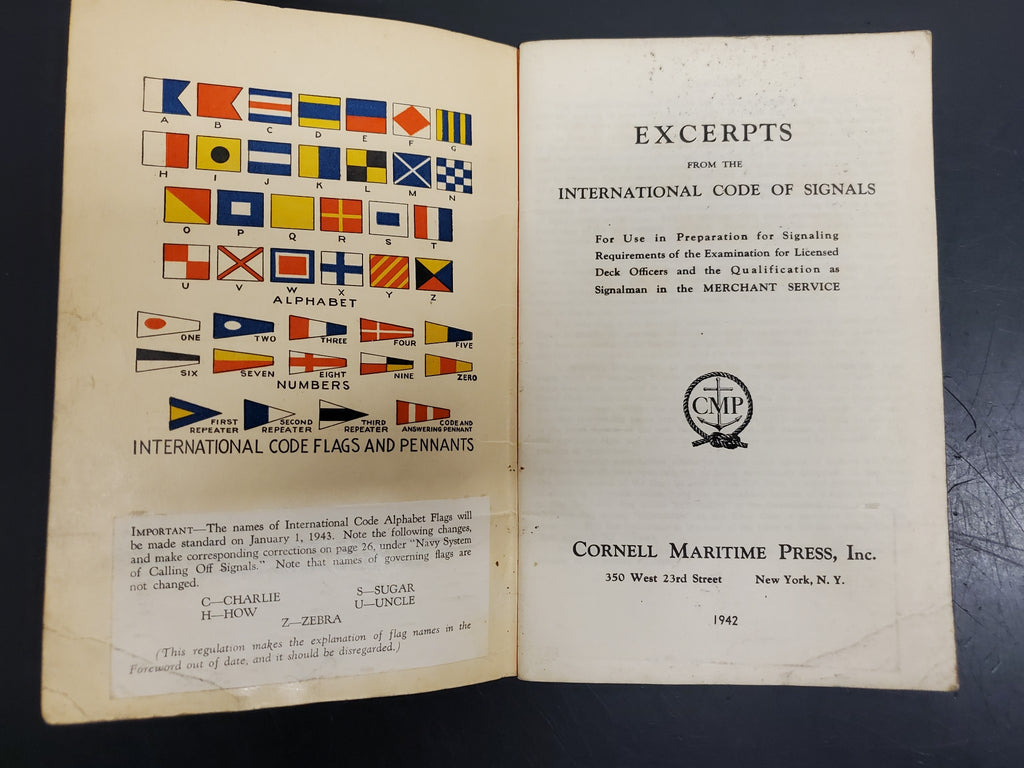 A B C D E F G
H I J K L M N
O P Q R S T
U V W X Y Z
ALPHABET
ONE TWO THREE FOUR FIVE
SIX SEVEN EIGHT NINE ZERO
NUMBERS
FIRST REPEATER SECOND REPEATER THIRD REPEATER CODE AND ANSWERING PENNANT
INTERNATIONAL CODE FLAGS AND PENNANTS
IMPORTANT—The names of International Code Alphabet Flags will
be made standard on January 1, 1943. Note the following changes,
and make corresponding corrections on page 26, under "Navy System
of Calling Off Signals." Note that names of governing flags are
not changed.
C—CHARLIE S—SUGAR
H—HOW U—UNCLE
Z—ZEBRA
(This regulation makes the explanation of flag names in the
Foreword out of date, and it should be disregarded.)
EXCERPTS
FROM THE
INTERNATIONAL CODE OF SIGNALS
For Use in Preparation for Signaling
Requirements of the Examination for Licensed
Deck Officers and the Qualification as
Signalman in the MERCHANT SERVICE
CMP
CORNELL MARITIME PRESS, INC.
350 West 23rd Street New York, N. Y.
1942